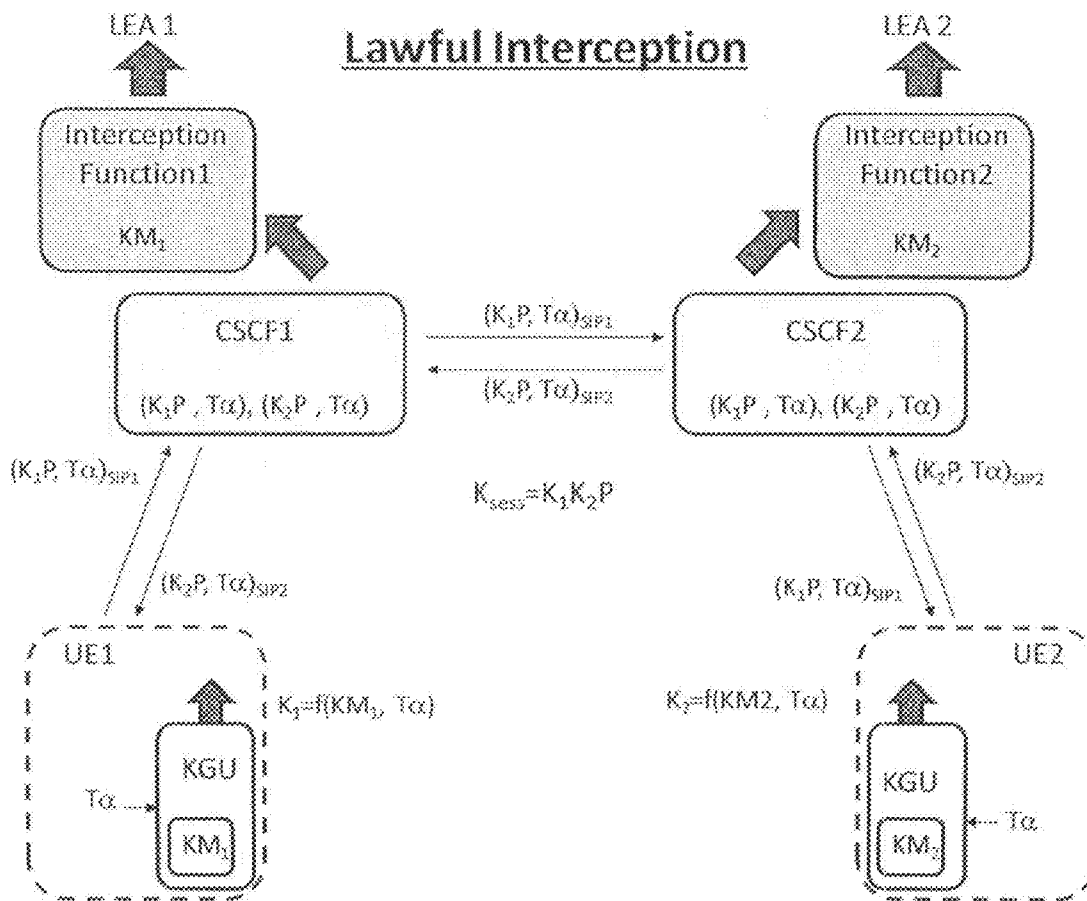 LEA 1
Lawful Interception
LEA 2
Interception
Function1
KM₁
Interception
Function2
KM₂
CSCF1
(K₁P , Tα), (K₂P , Tα)
(K₁P, Tα)SIP1
(K₂P, Tα)SIP2
CSCF2
(K₁P , Tα), (K₂P , Tα)
(K₁P, Tα)SIP1
(K₂P, Tα)SIP2
Ksess=K₁K₂P
(K₂P, Tα)SIP2
(K₁P, Tα)SIP1
UE1
K₁=f(KM₁, Tα)
KGU
Tα
KM₁
UE2
K₂=f(KM2, Tα)
KGU
Tα
KM₂